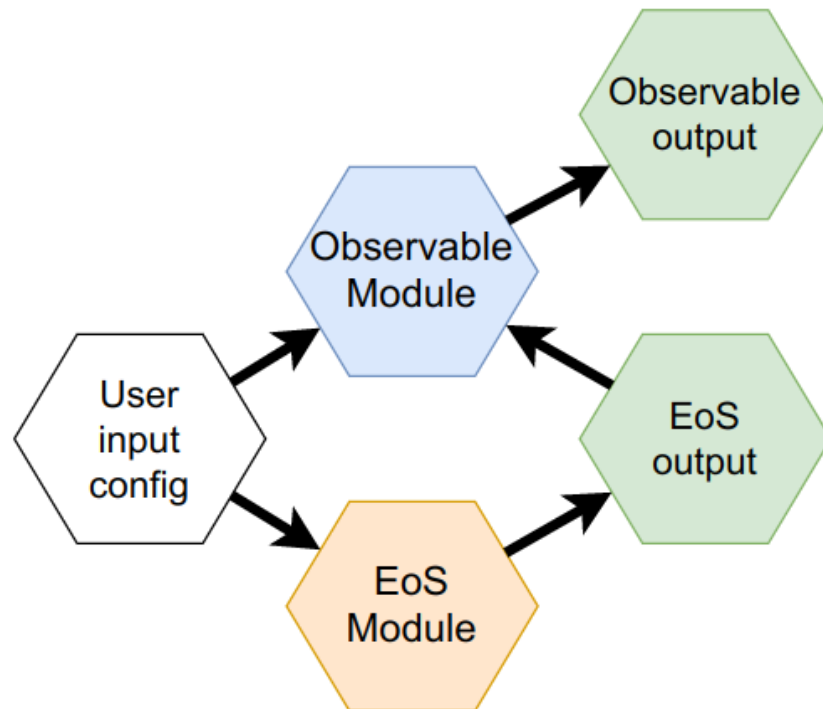 Observable
output
Observable
Module
User
input
config
EoS
output
EoS
Module